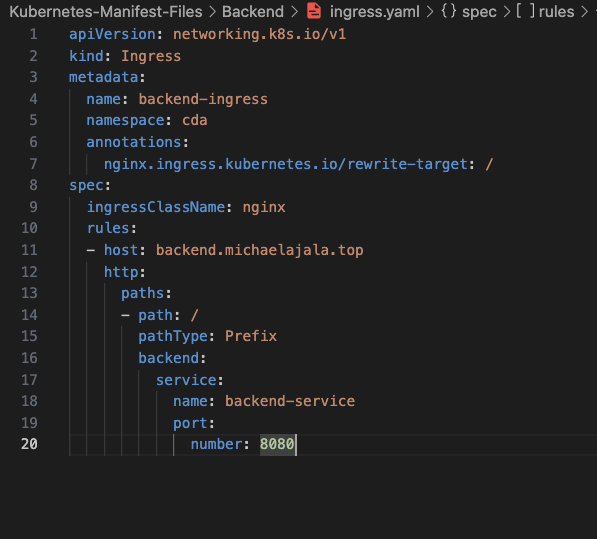 Kubernetes-Manifest-Files > Backend > ingress.yaml > {} spec > [ ] rules >
1 apiVersion: networking.k8s.io/v1
2 kind: Ingress
3 metadata:
4   name: backend-ingress
5   namespace: cda
6   annotations:
7     nginx.ingress.kubernetes.io/rewrite-target: /
8 spec:
9   ingressClassName: nginx
10   rules:
11   - host: backend.michaelajala.top
12     http:
13       paths:
14       - path: /
15         pathType: Prefix
16         backend:
17           service:
18             name: backend-service
19             port:
20               number: 8080